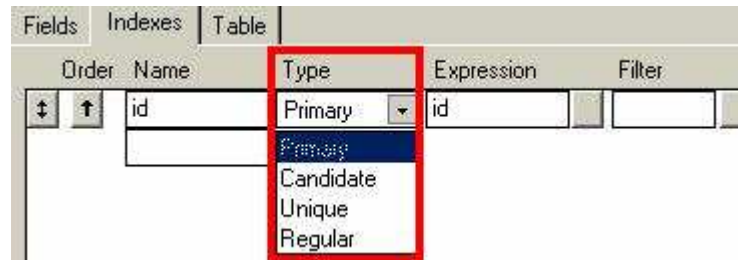 Fields Indexes Table
Order Name Type Expression Filter
id Primary id
Primary
Candidate
Unique
Regular